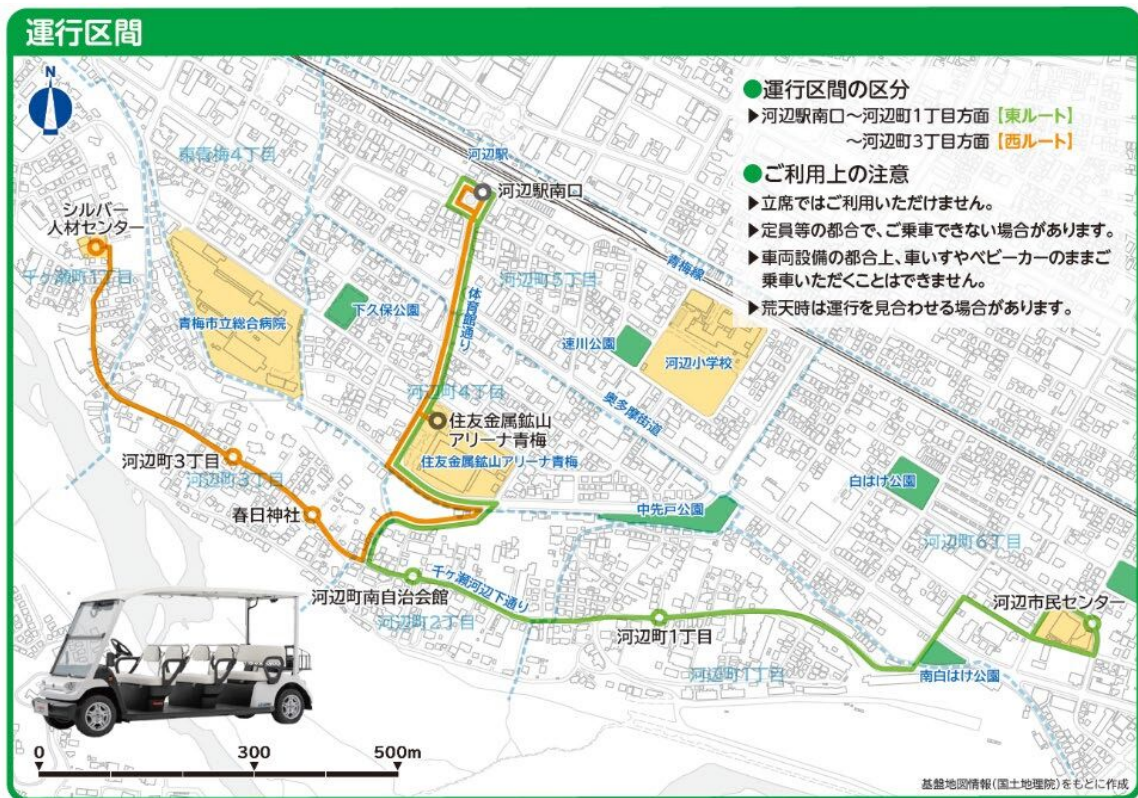 運行区間
N
●運行区間の区分
▶河辺駅南口～河辺町1丁目方面【東ルート】
～河辺町3丁目方面【西ルート】
●ご利用上の注意
▶立席ではご利用いただけません。
▶定員等の都合で、ご乗車できない場合があります。
▶車両設備の都合上、車いすやベビーカーのままご
乗車いただくことはできません。
▶荒天時は運行を見合わせる場合があります。
東青梅4丁目
河辺駅
河辺駅南口
シルバー
人材センター
千ヶ瀬町1丁目
青梅市立総合病院
下久保公園
体育館通り
河辺町5丁目
青梅線
速川公園
河辺小学校
河辺町4丁目
奥多摩街道
住友金属鉱山
アリーナ青梅
住友金属鉱山アリーナ青梅
河辺町3丁目
河辺町3丁目
春日神社
中先戸公園
白はけ公園
河辺町6丁目
千ヶ瀬河辺下通り
河辺町南自治会館
河辺町2丁目
河辺町1丁目
河辺市民センター
河辺町1丁目
南白はけ公園
0 300 500m
基盤地図情報(国土地理院)をもとに作成